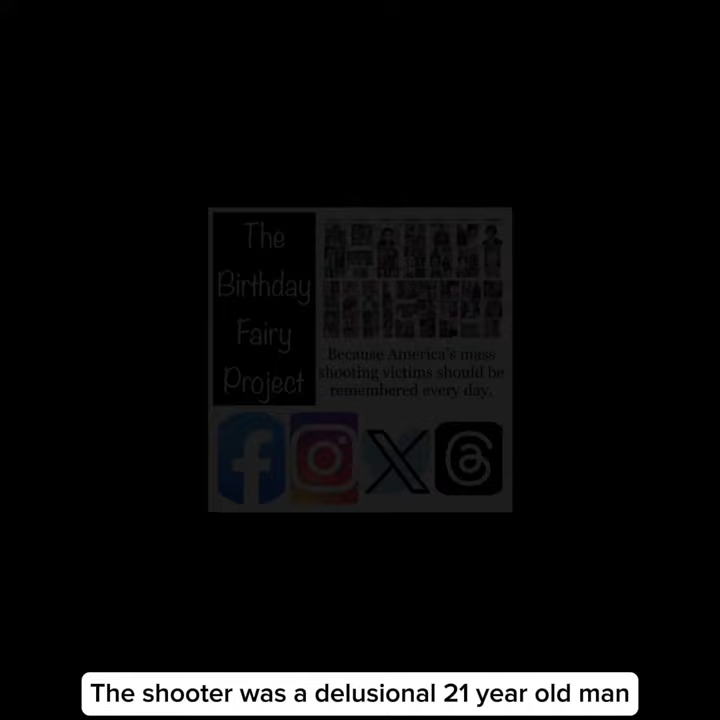 The
Birthday
Fairy
Project
Because America's mass
shooting victims should be
remembered every day.
The shooter was a delusional 21 year old man